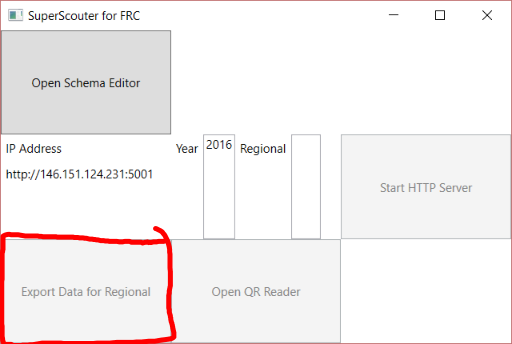 SuperScouter for FRC
Open Schema Editor
IP Address
Year 2016 Regional
http://146.151.124.231:5001
Start HTTP Server
Export Data for Regional
Open QR Reader